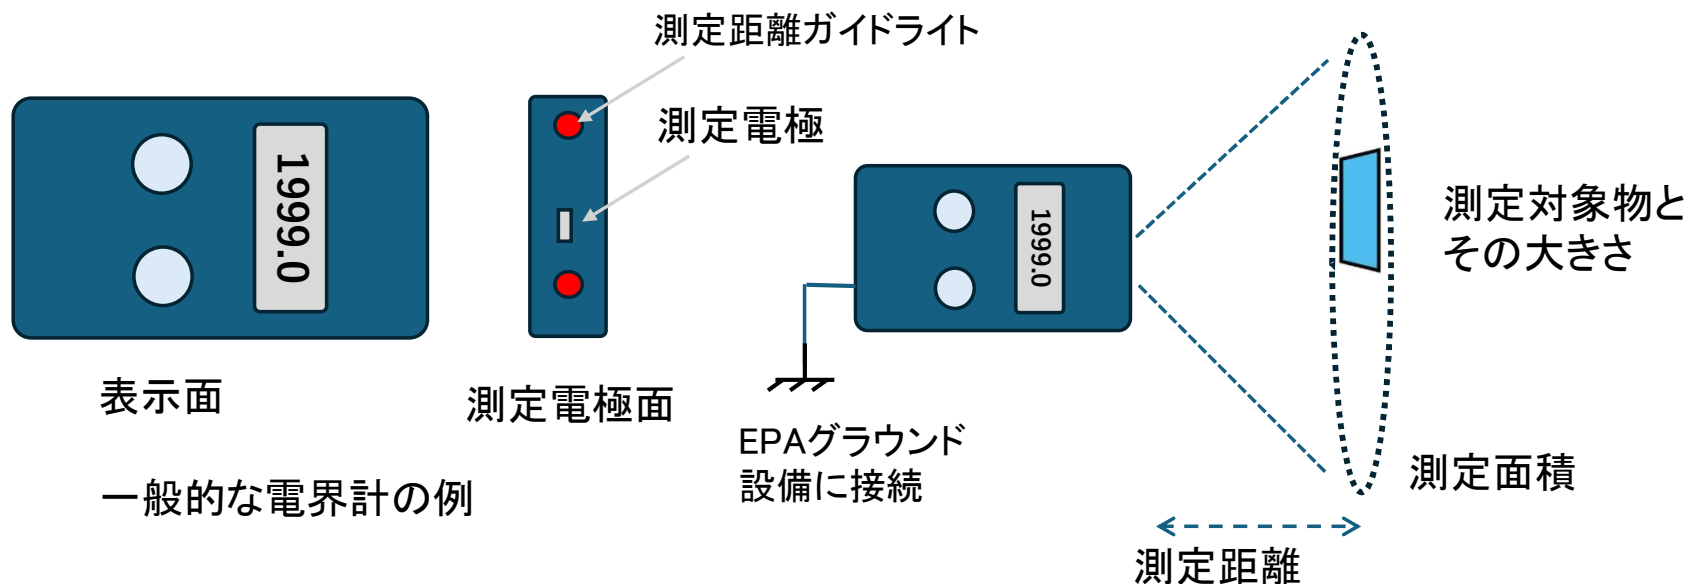 測定距離ガイドライト
測定電極
1999.0
1999.0
測定対象物と
その大きさ
表示面
測定電極面
EPAグラウンド
設備に接続
測定面積
一般的な電界計の例
測定距離